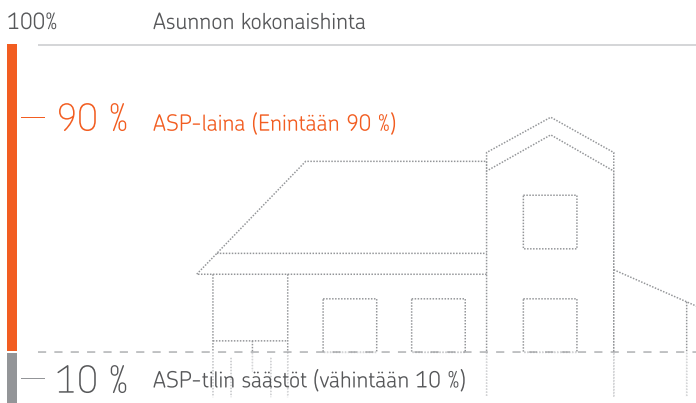 100% Asunnon kokonaishinta
90 % ASP-laina (Enintään 90 %)
10 % ASP-tilin säästöt (vähintään 10 %)